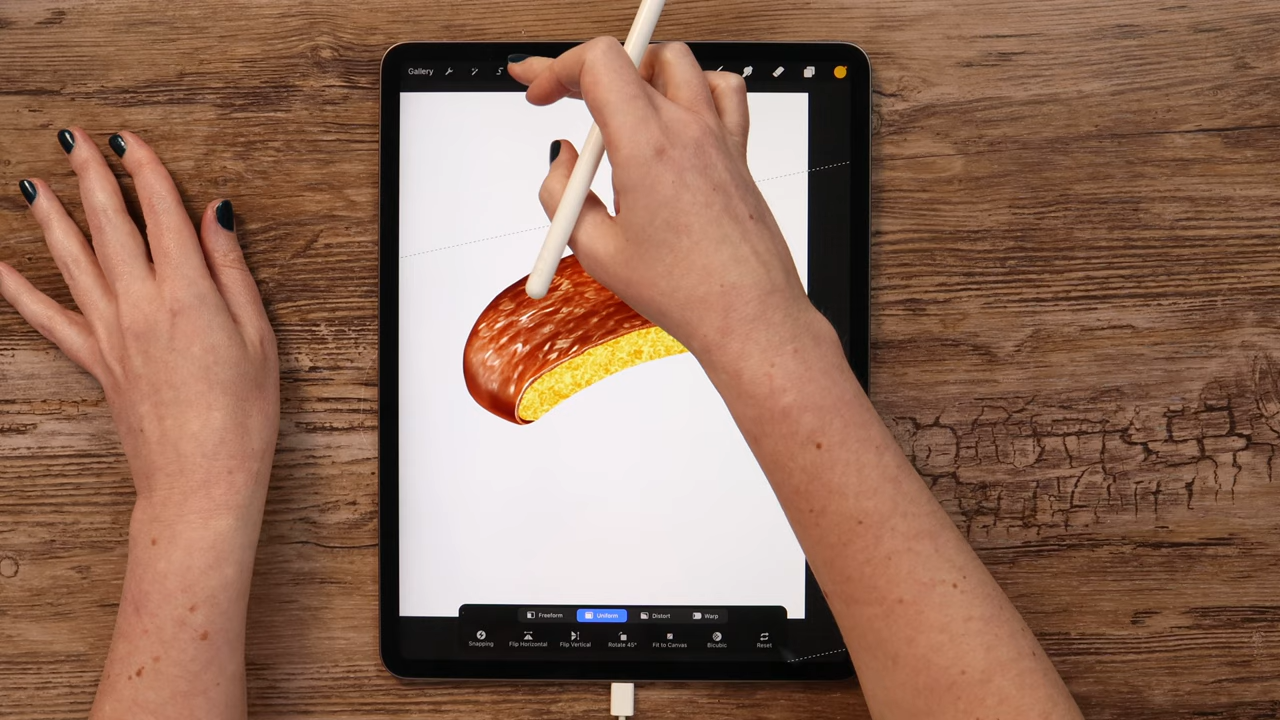 Gallery
Freeform Uniform Distort Warp
Snapping Flip Horizontal Flip Vertical Rotate 45° Fit to Canvas Bicubic Reset